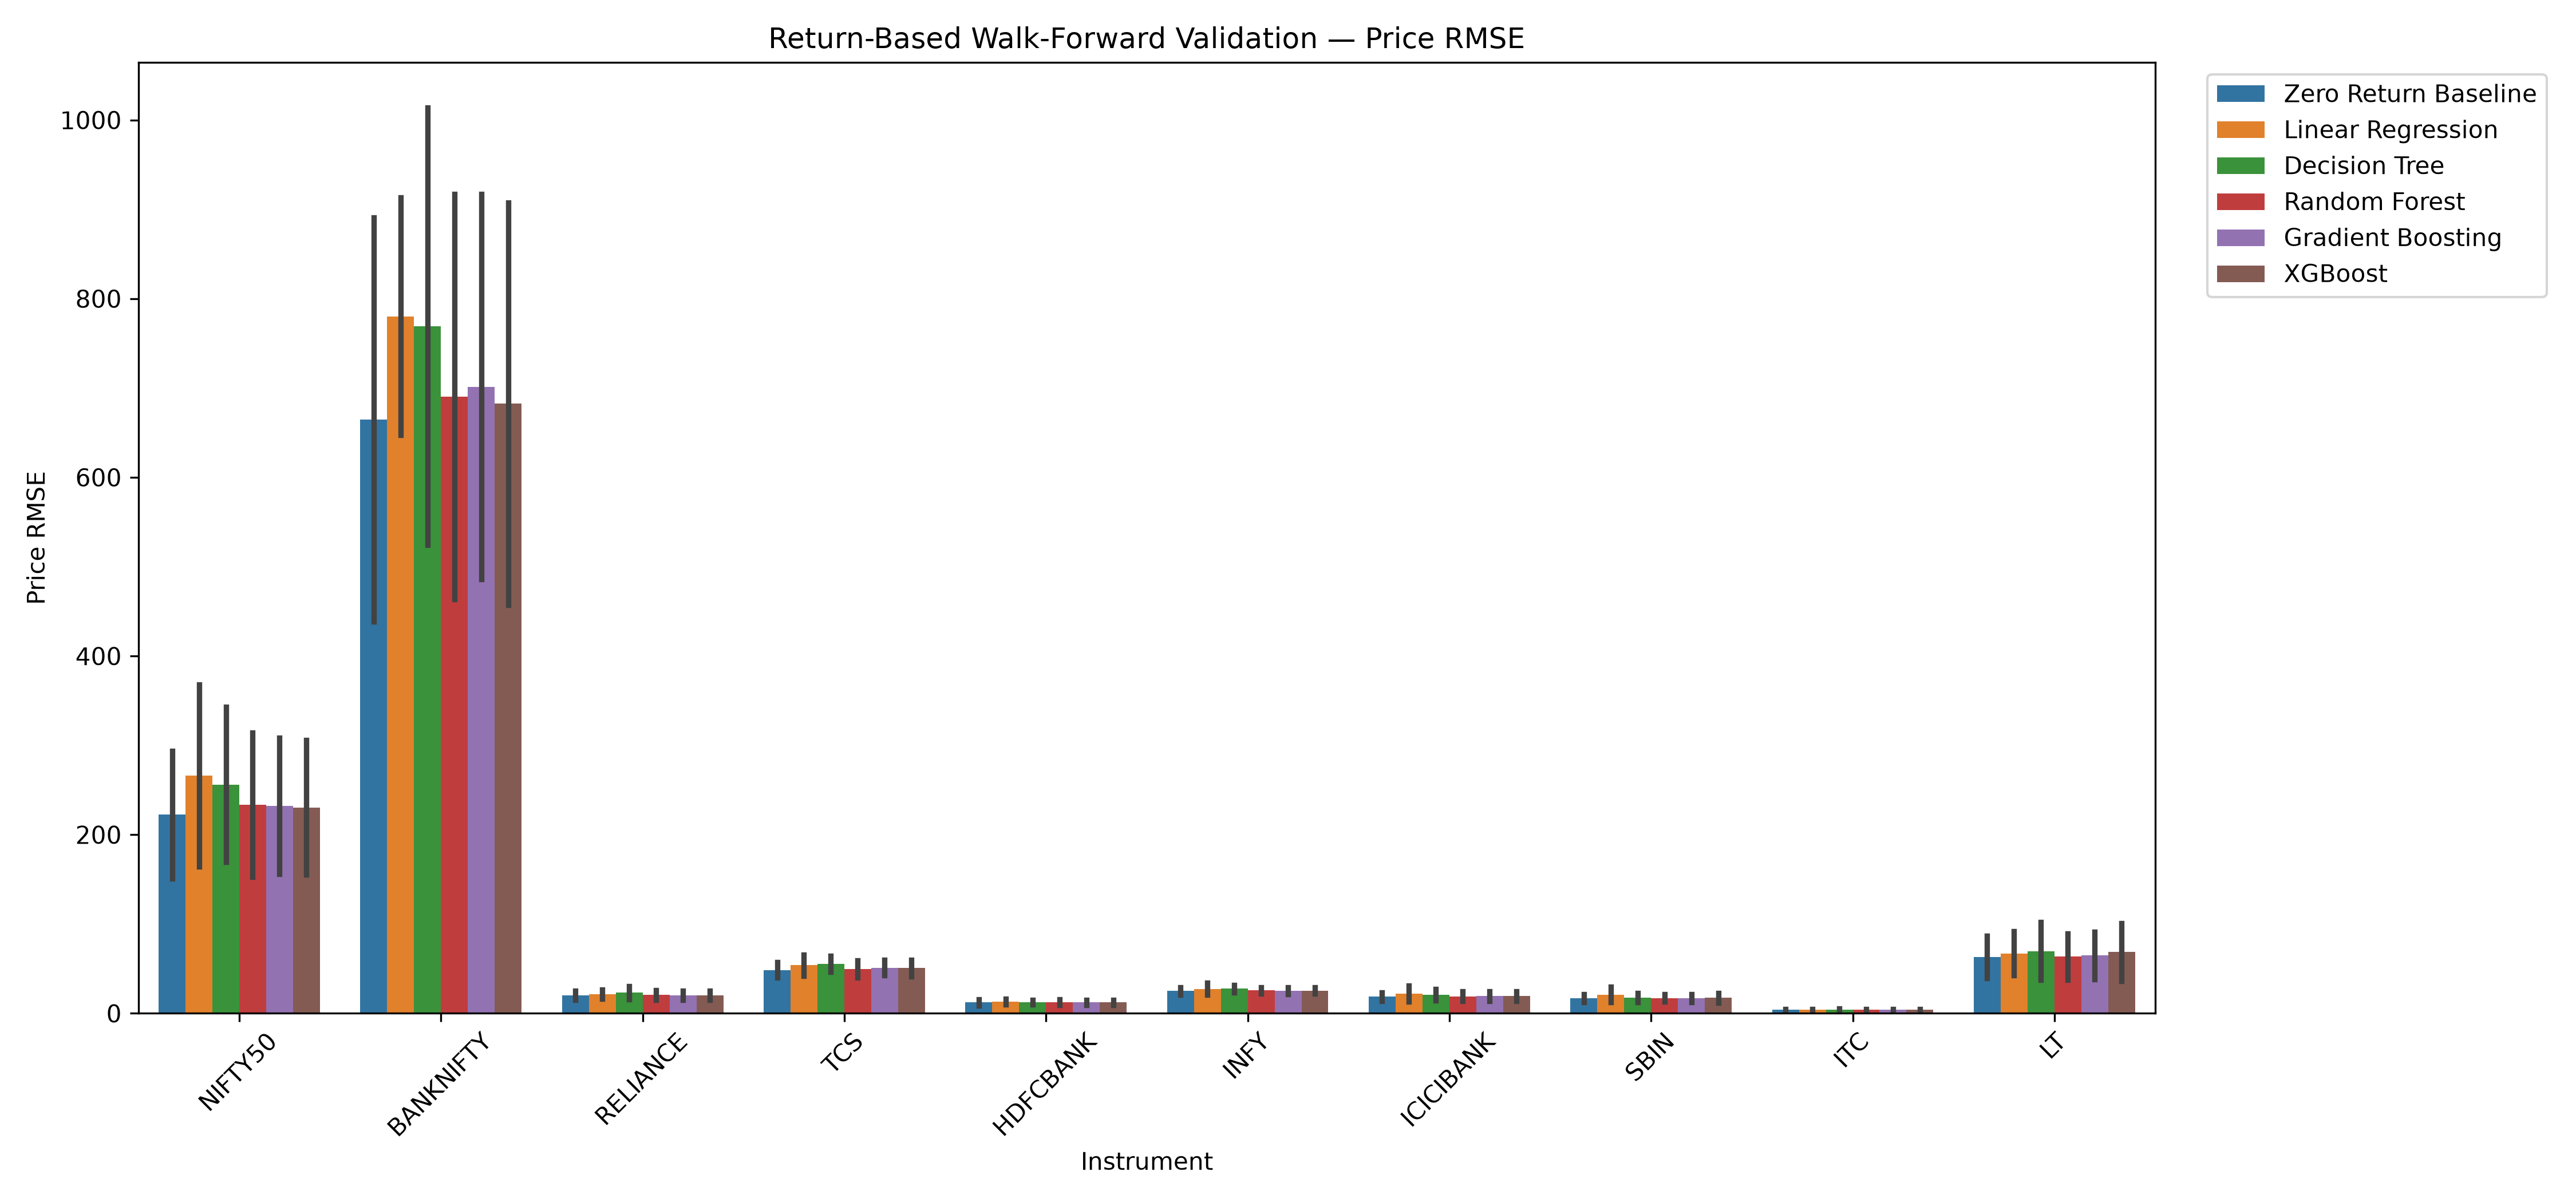 Return-Based Walk-Forward Validation — Price RMSE
Zero Return Baseline
Linear Regression
Decision Tree
Random Forest
Gradient Boosting
XGBoost
Price RMSE
1000
800
600
400
200
0
NIFTY50
BANKNIFTY
RELIANCE
TCS
HDFCBANK
INFY
ICICIBANK
SBIN
ITC
LT
Instrument